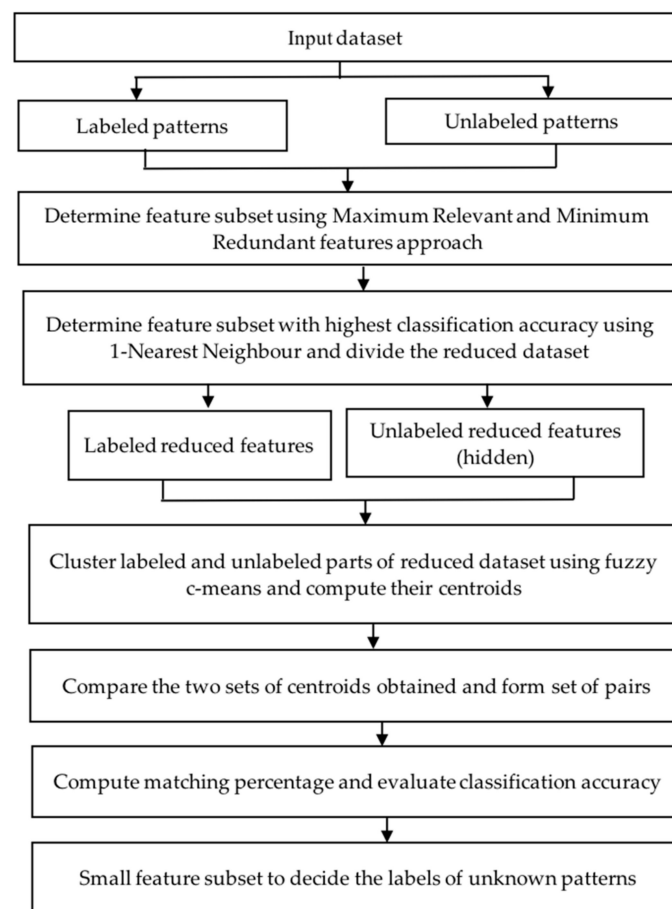 Input dataset
Labeled patterns
Unlabeled patterns
Determine feature subset using Maximum Relevant and Minimum
Redundant features approach
Determine feature subset with highest classification accuracy using
1-Nearest Neighbour and divide the reduced dataset
Labeled reduced features
Unlabeled reduced features
(hidden)
Cluster labeled and unlabeled parts of reduced dataset using fuzzy
c-means and compute their centroids
Compare the two sets of centroids obtained and form set of pairs
Compute matching percentage and evaluate classification accuracy
Small feature subset to decide the labels of unknown patterns